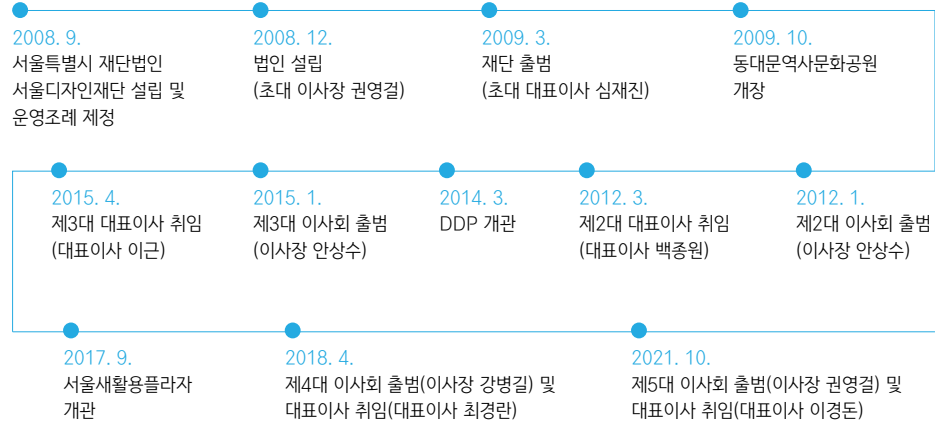 2008. 9.
서울특별시 재단법인
서울디자인재단 설립 및
운영조례 제정
2008. 12.
법인 설립
(초대 이사장 권영걸)
2009. 3.
재단 출범
(초대 대표이사 심재진)
2009. 10.
동대문역사문화공원
개장
2012. 1.
제2대 이사회 출범
(이사장 안상수)
2012. 3.
제2대 대표이사 취임
(대표이사 백종원)
2014. 3.
DDP 개관
2015. 1.
제3대 이사회 출범
(이사장 안상수)
2015. 4.
제3대 대표이사 취임
(대표이사 이근)
2017. 9.
서울새활용플라자
개관
2018. 4.
제4대 이사회 출범(이사장 강병길) 및
대표이사 취임(대표이사 최경란)
2021. 10.
제5대 이사회 출범(이사장 권영걸) 및
대표이사 취임(대표이사 이경돈)